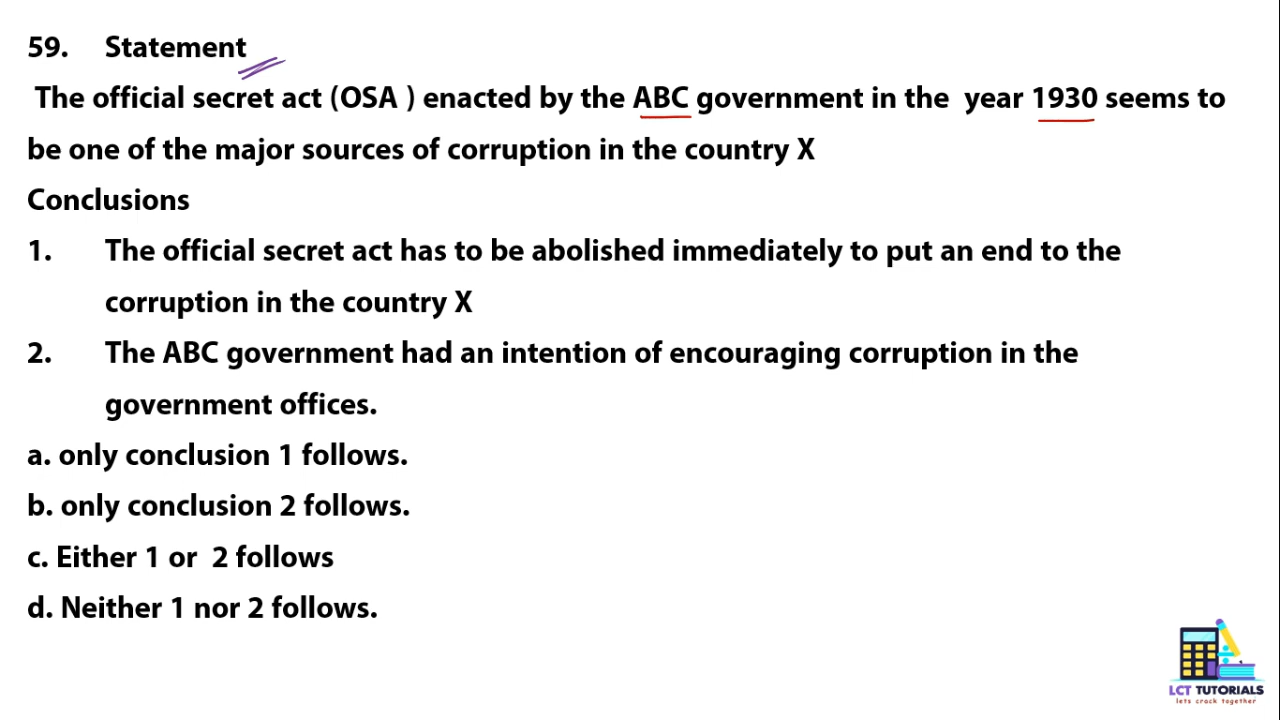 59. Statement
The official secret act (OSA ) enacted by the ABC government in the year 1930 seems to
be one of the major sources of corruption in the country X
Conclusions
1. The official secret act has to be abolished immediately to put an end to the
corruption in the country X
2. The ABC government had an intention of encouraging corruption in the
government offices.
a. only conclusion 1 follows.
b. only conclusion 2 follows.
c. Either 1 or 2 follows
d. Neither 1 nor 2 follows.
LCT TUTORIALS
lets crack together